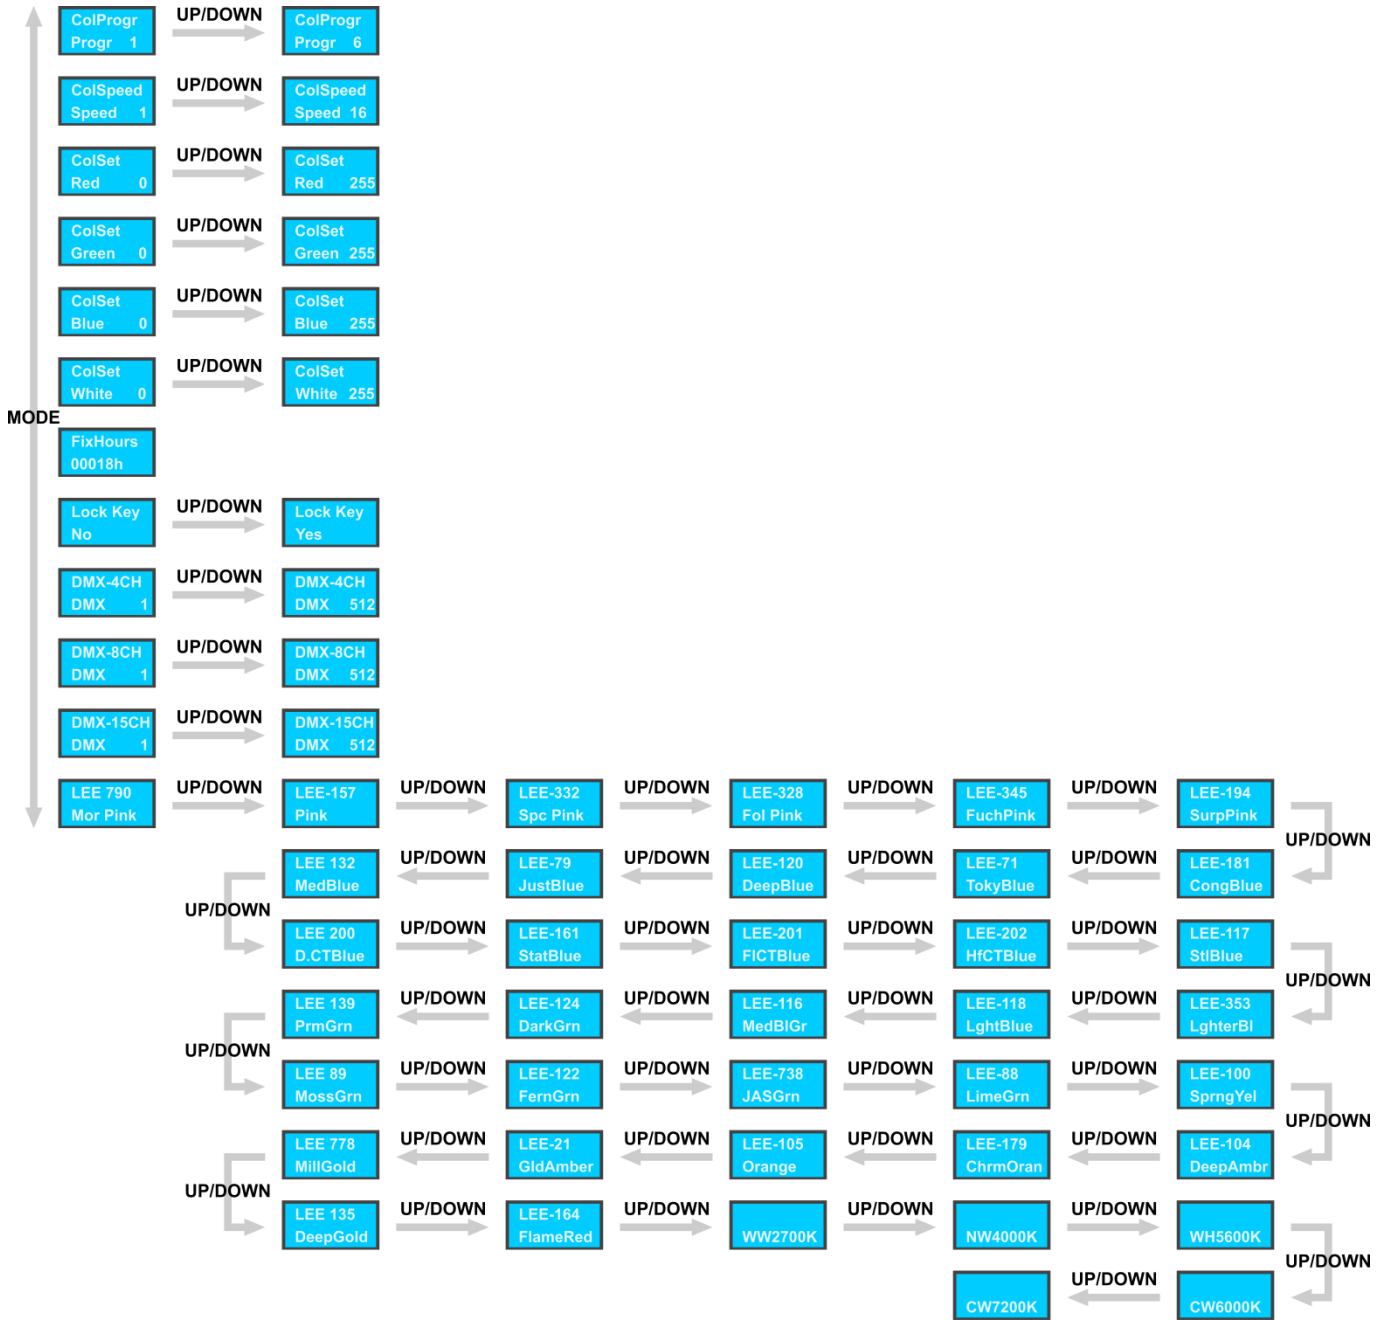 ColProgr
Progr 1
UP/DOWN
ColProgr
Progr 6
ColSpeed
Speed 1
UP/DOWN
ColSpeed
Speed 16
ColSet
Red 0
UP/DOWN
ColSet
Red 255
ColSet
Green 0
UP/DOWN
ColSet
Green 255
ColSet
Blue 0
UP/DOWN
ColSet
Blue 255
ColSet
White 0
UP/DOWN
ColSet
White 255
MODE
FixHours
00018h
Lock Key
No
UP/DOWN
Lock Key
Yes
DMX-4CH
DMX 1
UP/DOWN
DMX-4CH
DMX 512
DMX-8CH
DMX 1
UP/DOWN
DMX-8CH
DMX 512
DMX-15CH
DMX 1
UP/DOWN
DMX-15CH
DMX 512
LEE 790
Mor Pink
UP/DOWN
LEE-157
Pink
UP/DOWN
LEE-332
Spc Pink
UP/DOWN
LEE-328
Fol Pink
UP/DOWN
LEE-345
FuchPink
UP/DOWN
LEE-194
SurpPink
UP/DOWN
LEE 132
MedBlue
UP/DOWN
LEE-79
JustBlue
UP/DOWN
LEE-120
DeepBlue
UP/DOWN
LEE-71
TokyBlue
UP/DOWN
LEE-181
CongBlue
UP/DOWN
LEE 200
D.CTBlue
UP/DOWN
LEE-161
StatBlue
UP/DOWN
LEE-201
FlCTBlue
UP/DOWN
LEE-202
HfCTBlue
UP/DOWN
LEE-117
StlBlue
UP/DOWN
LEE 139
PrmGrn
UP/DOWN
LEE-124
DarkGrn
UP/DOWN
LEE-116
MedBlGr
UP/DOWN
LEE-118
LghtBlue
UP/DOWN
LEE-353
LghterBl
UP/DOWN
LEE 89
MossGrn
UP/DOWN
LEE-122
FernGrn
UP/DOWN
LEE-738
JASGrn
UP/DOWN
LEE-88
LimeGrn
UP/DOWN
LEE-100
SprngYel
UP/DOWN
LEE 778
MillGold
UP/DOWN
LEE-21
GldAmber
UP/DOWN
LEE-105
Orange
UP/DOWN
LEE-179
ChrmOran
UP/DOWN
LEE-104
DeepAmbr
UP/DOWN
LEE 135
DeepGold
UP/DOWN
LEE-164
FlameRed
UP/DOWN
WW2700K
UP/DOWN
NW4000K
UP/DOWN
WH5600K
UP/DOWN
CW7200K
UP/DOWN
CW6000K